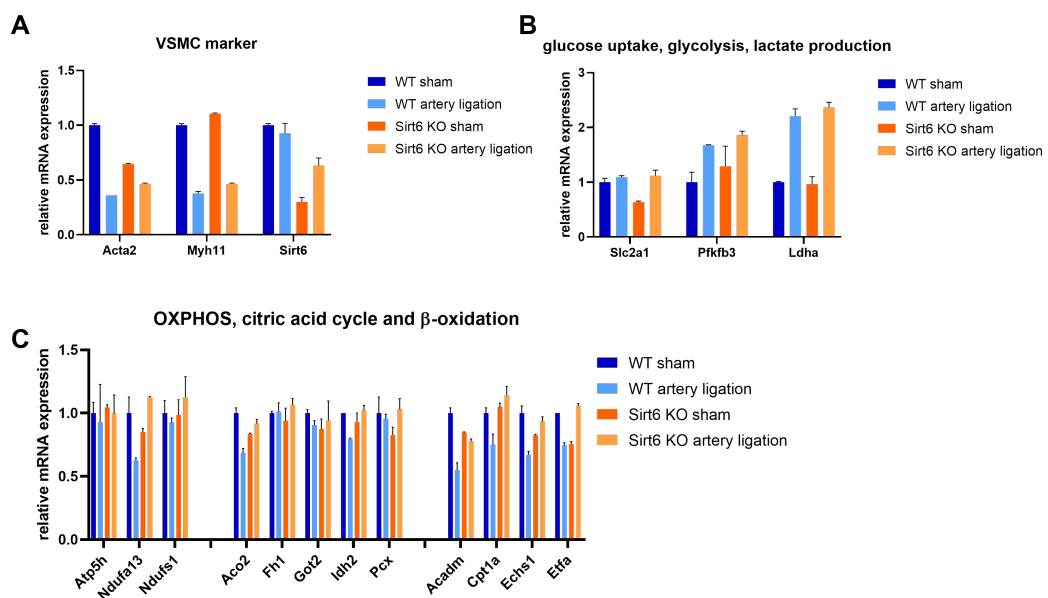 A
VSMC marker
relative mRNA expression
1.5
1.0
0.5
0.0
Acta2
Myh11
Sirt6
WT sham
WT artery ligation
Sirt6 KO sham
Sirt6 KO artery ligation
B
glucose uptake, glycolysis, lactate production
relative mRNA expression
3
2
1
0
Slc2a1
Pfkfb3
Ldha
WT sham
WT artery ligation
Sirt6 KO sham
Sirt6 KO artery ligation
C
OXPHOS, citric acid cycle and β-oxidation
relative mRNA expression
1.5
1.0
0.5
0.0
Atp5h
Ndufa13
Ndufs1
Aco2
Fh1
Got2
Idh2
Pcx
Acadm
Cpt1a
Echs1
Etfa
WT sham
WT artery ligation
Sirt6 KO sham
Sirt6 KO artery ligation